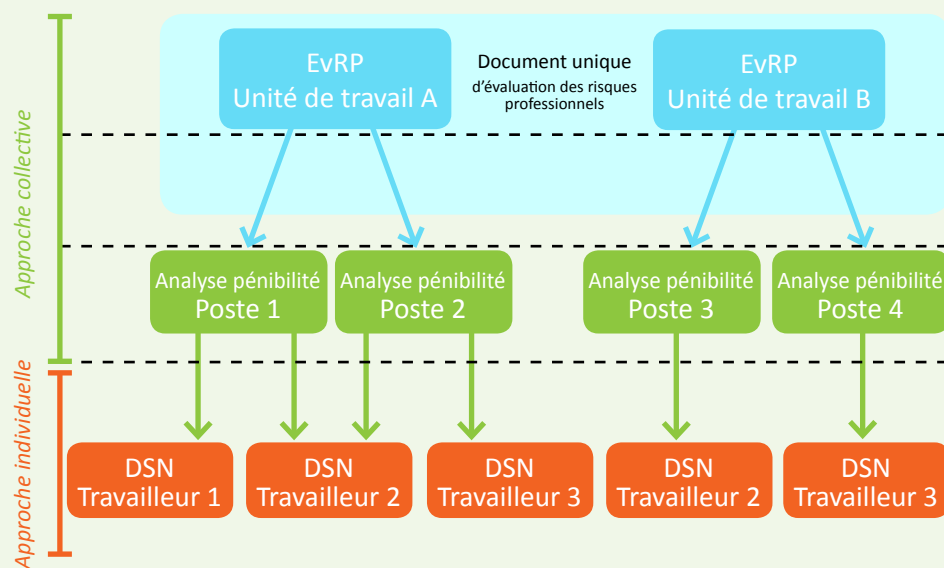 EvRP
Unité de travail A
Document unique
d'évaluation des risques
professionnels
EvRP
Unité de travail B
Approche collective
Analyse pénibilité
Poste 1
Analyse pénibilité
Poste 2
Analyse pénibilité
Poste 3
Analyse pénibilité
Poste 4
Approche individuelle
DSN
Travailleur 1
DSN
Travailleur 2
DSN
Travailleur 3
DSN
Travailleur 2
DSN
Travailleur 3